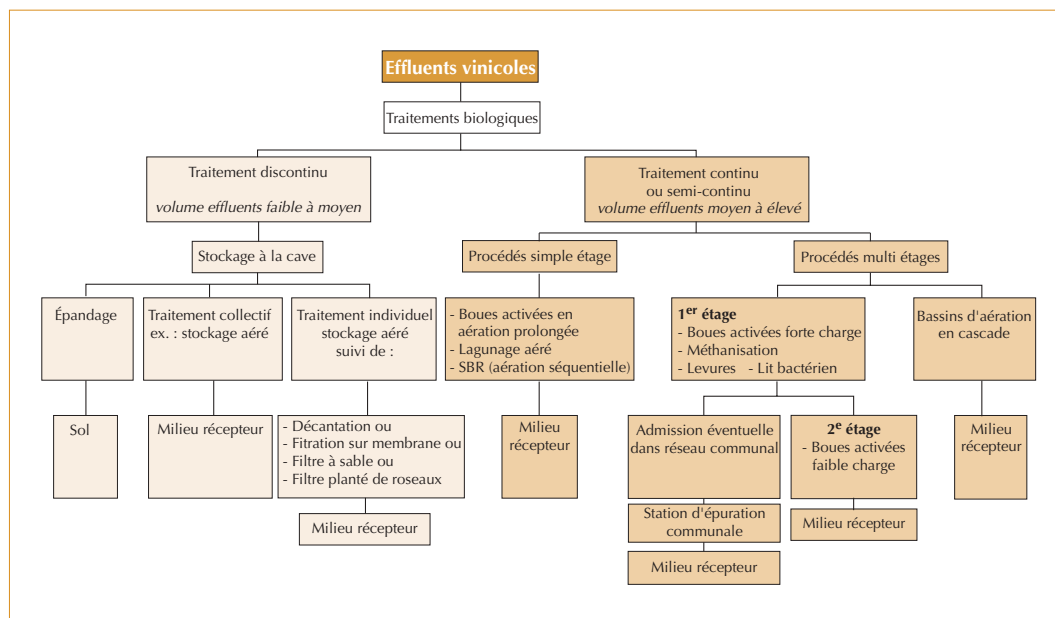 Effluents vinicoles
Traitements biologiques
Traitement discontinu
volume effluents faible à moyen
Traitement continu
ou semi-continu
volume effluents moyen à élevé
Stockage à la cave
Procédés simple étage
Procédés multi étages
Épandage
Traitement collectif
ex. : stockage aéré
Traitement individuel
stockage aéré
suivi de :
- Boues activées en
aération prolongée
- Lagunage aéré
- SBR (aération séquentielle)
1er étage
- Boues activées forte charge
- Méthanisation
- Levures - Lit bactérien
Bassins d'aération
en cascade
Sol
Milieu récepteur
- Décantation ou
- Fitration sur membrane ou
- Filtre à sable ou
- Filtre planté de roseaux
Milieu récepteur
Milieu
récepteur
Admission éventuelle
dans réseau communal
Station d'épuration
communale
Milieu récepteur
2e étage
- Boues activées
faible charge
Milieu récepteur
Milieu
récepteur